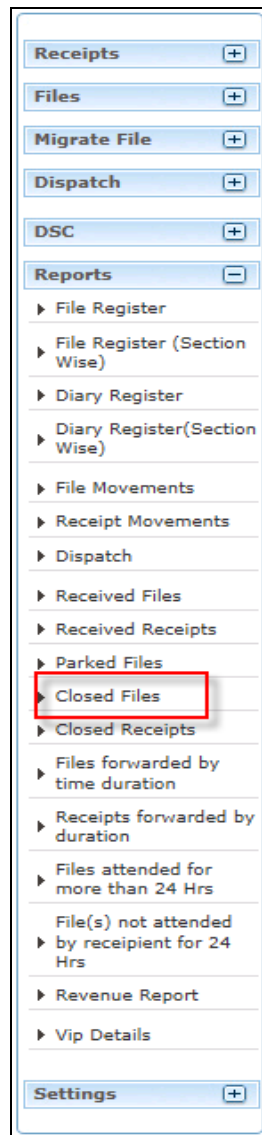 Receipts
Files
Migrate File
Dispatch
DSC
Reports
File Register
File Register (Section
Wise)
Diary Register
Diary Register(Section
Wise)
File Movements
Receipt Movements
Dispatch
Received Files
Received Receipts
Parked Files
Closed Files
Closed Receipts
Files forwarded by
time duration
Receipts forwarded by
duration
Files attended for
more than 24 Hrs
File(s) not attended
by receipient for 24
Hrs
Revenue Report
Vip Details
Settings